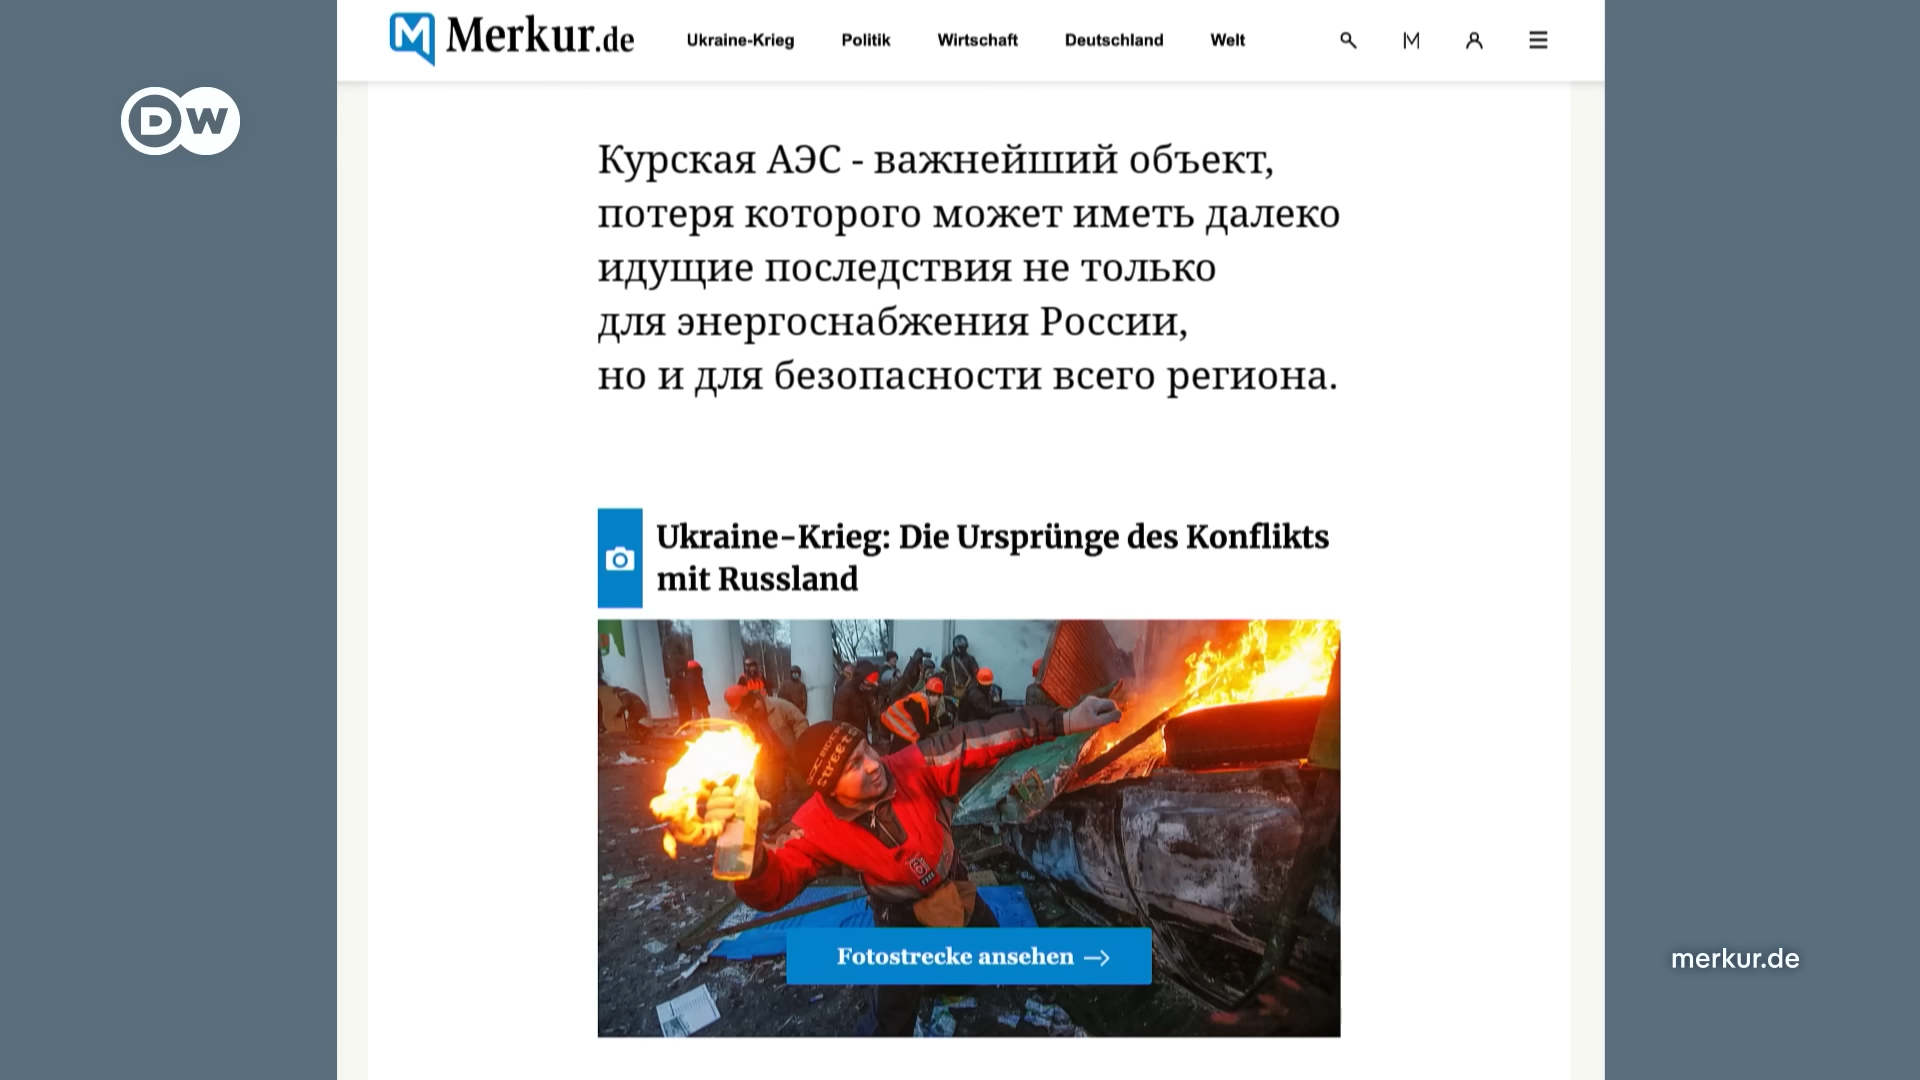 DW
Merkur.de
Ukraine-Krieg Politik Wirtschaft Deutschland Welt
Курская АЭС - важнейший объект,
потеря которого может иметь далеко
идущие последствия не только
для энергоснабжения России,
но и для безопасности всего региона.
Ukraine-Krieg: Die Ursprünge des Konflikts
mit Russland
STREETS
Fotostrecke ansehen
merkur.de